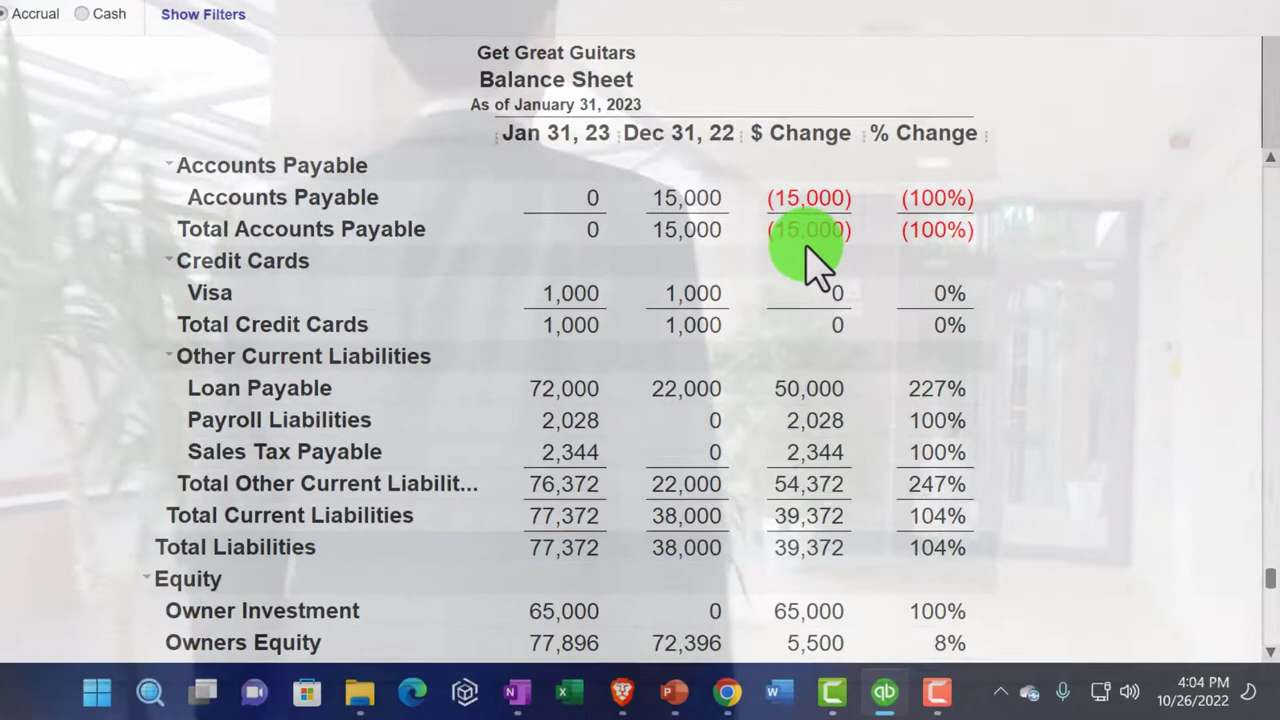 Accrual Cash Show Filters
Get Great Guitars
Balance Sheet
As of January 31, 2023
Jan 31, 23 Dec 31, 22 $ Change % Change
Accounts Payable
Accounts Payable 0 15,000 (15,000) (100%)
Total Accounts Payable 0 15,000 (15,000) (100%)
Credit Cards
Visa 1,000 1,000 0 0%
Total Credit Cards 1,000 1,000 0 0%
Other Current Liabilities
Loan Payable 72,000 22,000 50,000 227%
Payroll Liabilities 2,028 0 2,028 100%
Sales Tax Payable 2,344 0 2,344 100%
Total Other Current Liabilit... 76,372 22,000 54,372 247%
Total Current Liabilities 77,372 38,000 39,372 104%
Total Liabilities 77,372 38,000 39,372 104%
Equity
Owner Investment 65,000 0 65,000 100%
Owners Equity 77,896 72,396 5,500 8%
4:04 PM
10/26/2022